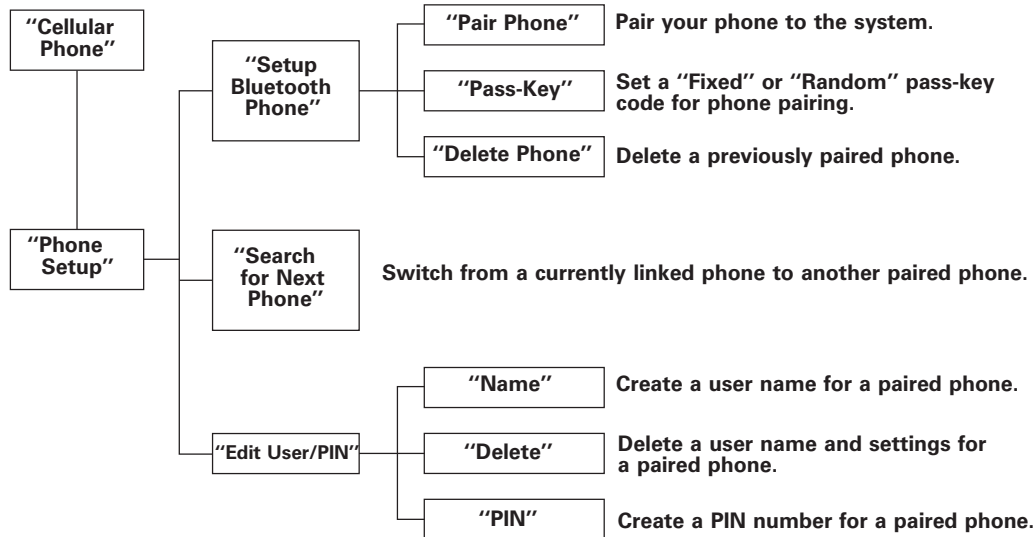 “Cellular
Phone”
“Phone
Setup”
“Setup
Bluetooth
Phone”
“Pair Phone”
Pair your phone to the system.
“Pass-Key”
Set a “Fixed” or “Random” pass-key
code for phone pairing.
“Delete Phone”
Delete a previously paired phone.
“Search
for Next
Phone”
Switch from a currently linked phone to another paired phone.
“Edit User/PIN”
“Name”
Create a user name for a paired phone.
“Delete”
Delete a user name and settings for
a paired phone.
“PIN”
Create a PIN number for a paired phone.